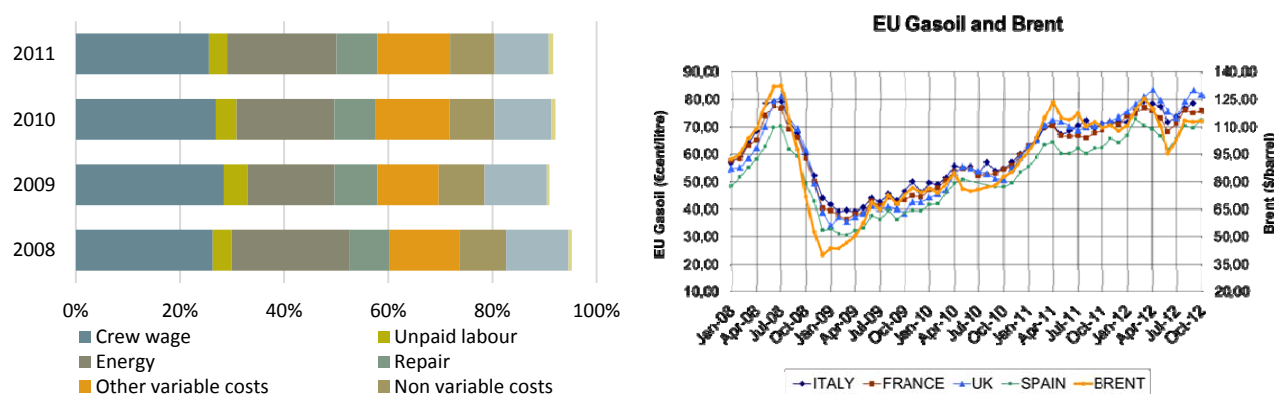 2011
2010
2009
2008
0% 20% 40% 60% 80% 100%
Crew wage Unpaid labour
Energy Repair
Other variable costs Non variable costs
EU Gasoil and Brent
EU Gasoil (€cent/litre)
90,00
80,00
70,00
60,00
50,00
40,00
30,00
20,00
10,00
140,00
125,00
110,00
95,00
80,00
65,00
50,00
35,00
20,00
Brent ($/barrel)
Jan-08 Apr-08 Jul-08 Oct-08 Jan-09 Apr-09 Jul-09 Oct-09 Jan-10 Apr-10 Jul-10 Oct-10 Jan-11 Apr-11 Jul-11 Oct-11 Jan-12 Apr-12 Jul-12 Oct-12
ITALY FRANCE UK SPAIN BRENT